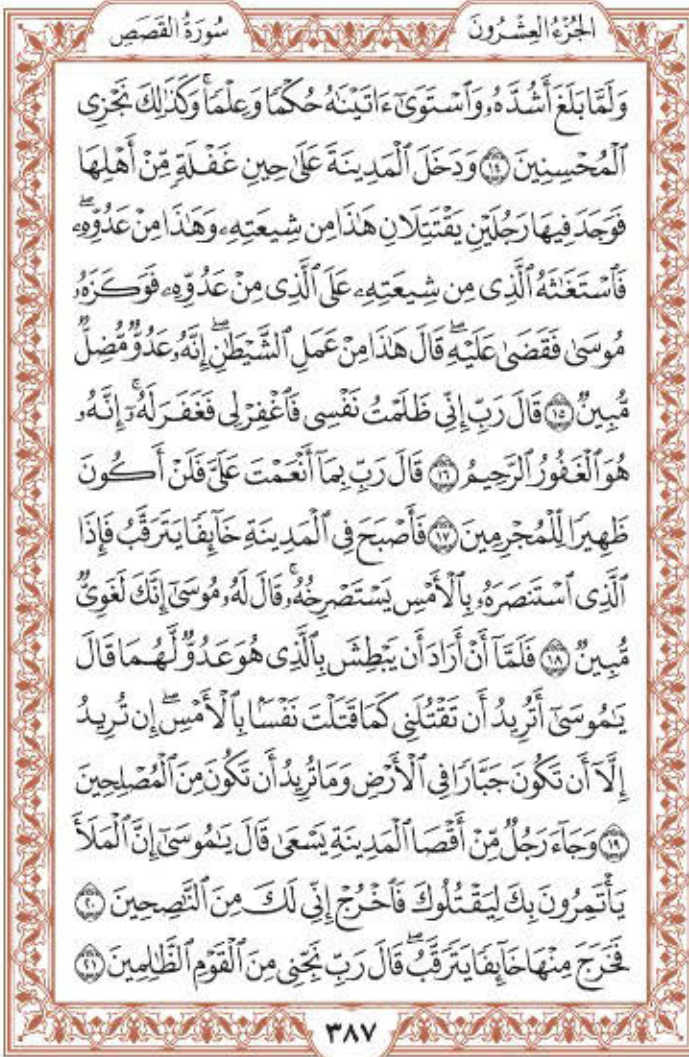 الجُزْءُ العِشْرُونَ
سُورَةُ القَصَصِ
وَلَمَّا بَلَغَ أَشُدَّهُۥ وَٱسْتَوَىٰٓ ءَاتَيْنَٰهُ حُكْمًا وَعِلْمًاۚ وَكَذَٰلِكَ نَجْزِى
ٱلْمُحْسِنِينَ ١٤ وَدَخَلَ ٱلْمَدِينَةَ عَلَىٰ حِينِ غَفْلَةٍ مِّنْ أَهْلِهَا
فَوَجَدَ فِيهَا رَجُلَيْنِ يَقْتَتِلَانِ هَٰذَا مِن شِيعَتِهِۦ وَهَٰذَا مِنْ عَدُوِّهِۦۖ
فَٱسْتَغَٰثَهُ ٱلَّذِى مِن شِيعَتِهِۦ عَلَى ٱلَّذِى مِنْ عَدُوِّهِۦ فَوَكَزَهُۥ
مُوسَىٰ فَقَضَىٰ عَلَيْهِۖ قَالَ هَٰذَا مِنْ عَمَلِ ٱلشَّيْطَٰنِۖ إِنَّهُۥ عَدُوٌّ مُّضِلٌّ
مُّبِينٌ ١٥ قَالَ رَبِّ إِنِّى ظَلَمْتُ نَفْسِى فَٱغْفِرْ لِى فَغَفَرَ لَهُۥٓۚ إِنَّهُۥ
هُوَ ٱلْغَفُورُ ٱلرَّحِيمُ ١٦ قَالَ رَبِّ بِمَآ أَنْعَمْتَ عَلَىَّ فَلَنْ أَكُونَ
ظَهِيرًا لِّلْمُجْرِمِينَ ١٧ فَأَصْبَحَ فِى ٱلْمَدِينَةِ خَآئِفًا يَتَرَقَّبُ فَإِذَا
ٱلَّذِى ٱسْتَنصَرَهُۥ بِٱلْأَمْسِ يَسْتَصْرِخُهُۥۚ قَالَ لَهُۥ مُوسَىٰٓ إِنَّكَ لَغَوِىٌّ
مُّبِينٌ ١٨ فَلَمَّآ أَنْ أَرَادَ أَن يَبْطِشَ بِٱلَّذِى هُوَ عَدُوٌّ لَّهُمَا قَالَ
يَٰمُوسَىٰٓ أَتُرِيدُ أَن تَقْتُلَنِى كَمَا قَتَلْتَ نَفْسًۢا بِٱلْأَمْسِۖ إِن تُرِيدُ
إِلَّآ أَن تَكُونَ جَبَّارًا فِى ٱلْأَرْضِ وَمَا تُرِيدُ أَن تَكُونَ مِنَ ٱلْمُصْلِحِينَ
١٩ وَجَآءَ رَجُلٌ مِّنْ أَقْصَا ٱلْمَدِينَةِ يَسْعَىٰ قَالَ يَٰمُوسَىٰٓ إِنَّ ٱلْمَلَأَ
يَأْتَمِرُونَ بِكَ لِيَقْتُلُوكَ فَٱخْرُجْ إِنِّى لَكَ مِنَ ٱلنَّٰصِحِينَ ٢٠
فَخَرَجَ مِنْهَا خَآئِفًا يَتَرَقَّبُۖ قَالَ رَبِّ نَجِّنِى مِنَ ٱلْقَوْمِ ٱلظَّٰلِمِينَ ٢١
٣٨٧